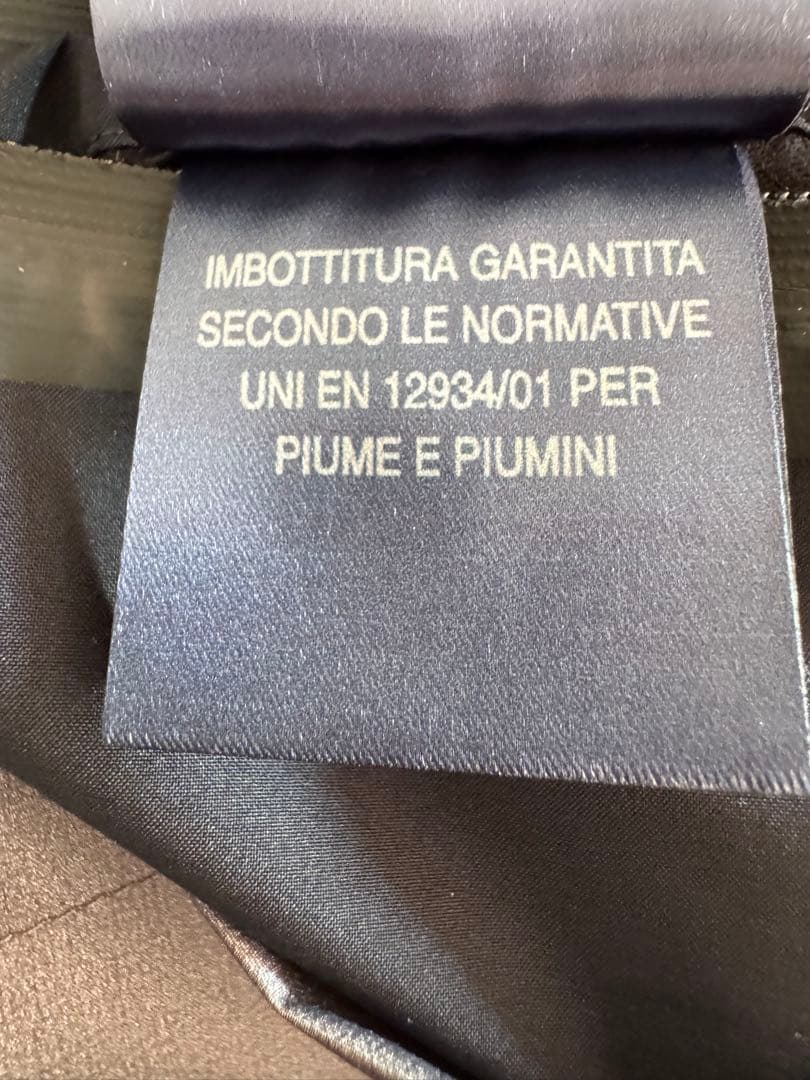 IMBOTTITURA GARANTITA
SECONDO LE NORMATIVE
UNI EN 12934/01 PER
PIUME E PIUMINI